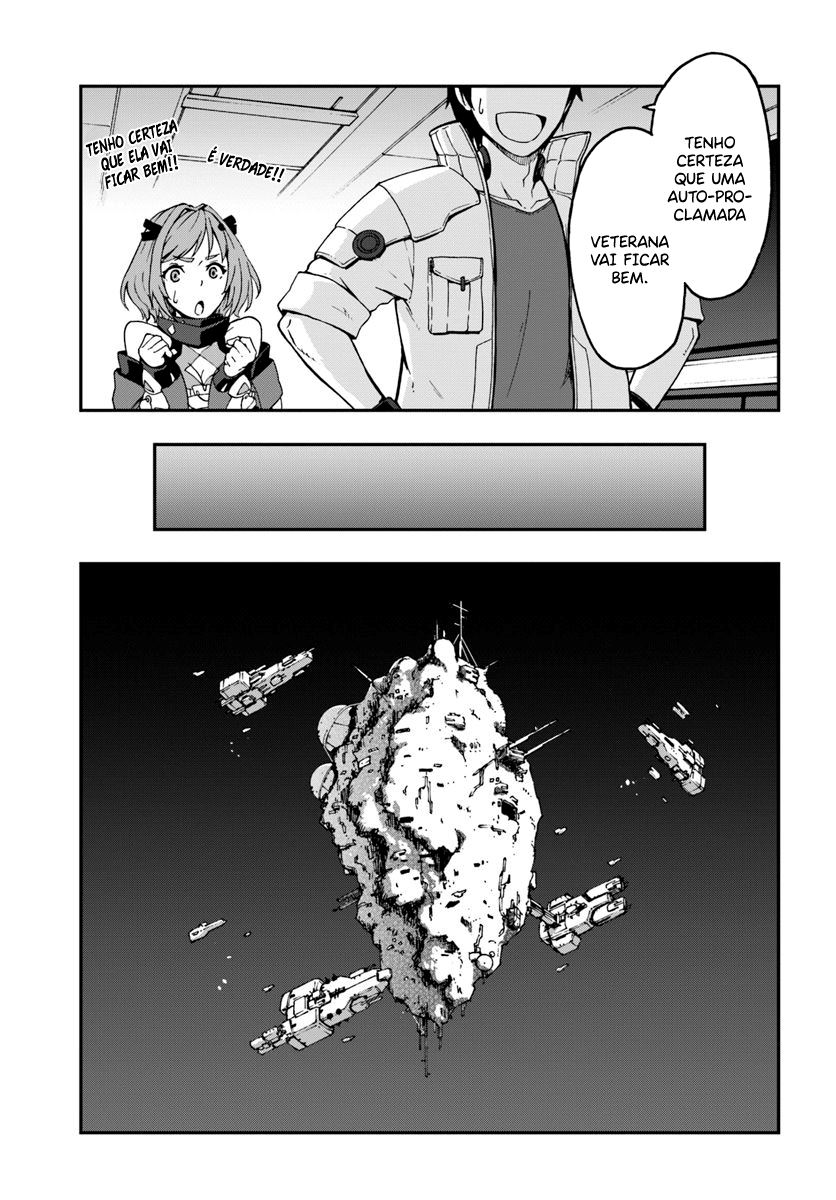 TENHO
CERTEZA
QUE UMA
AUTO-PRO-
CLAMADA
VETERANA
VAI FICAR
BEM.
É VERDADE!!
TENHO CERTEZA
QUE ELA VAI
FICAR BEM!!